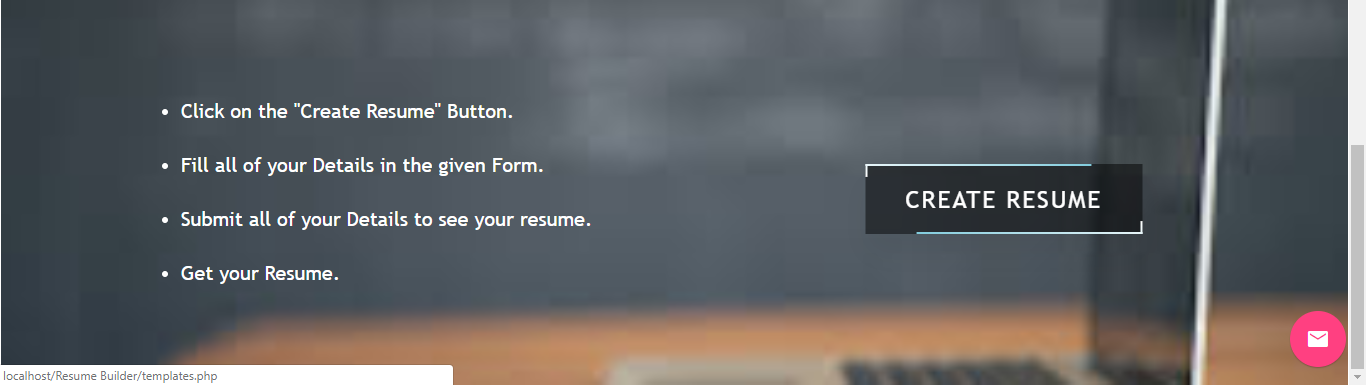 Click on the "Create Resume" Button.
Fill all of your Details in the given Form.
CREATE RESUME
Submit all of your Details to see your resume.
Get your Resume.
localhost/Resume Builder/templates.php